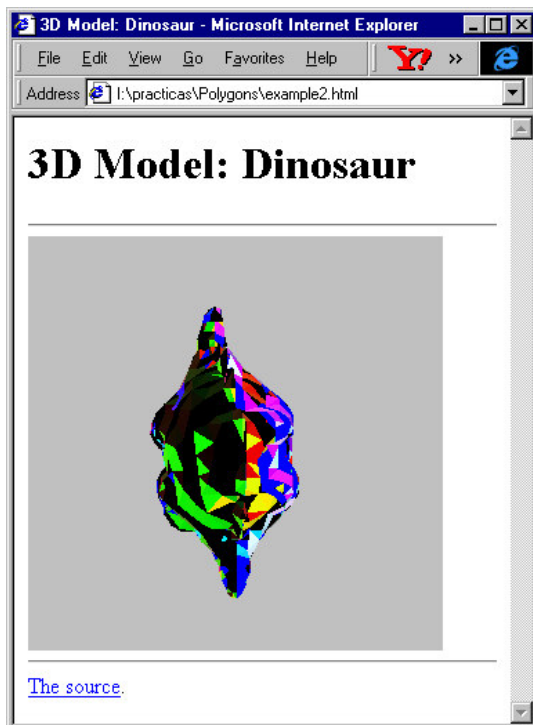 3D Model: Dinosaur - Microsoft Internet Explorer
File Edit View Go Favorites Help Y! »
Address I:\practicas\Polygons\example2.html
3D Model: Dinosaur
The source.